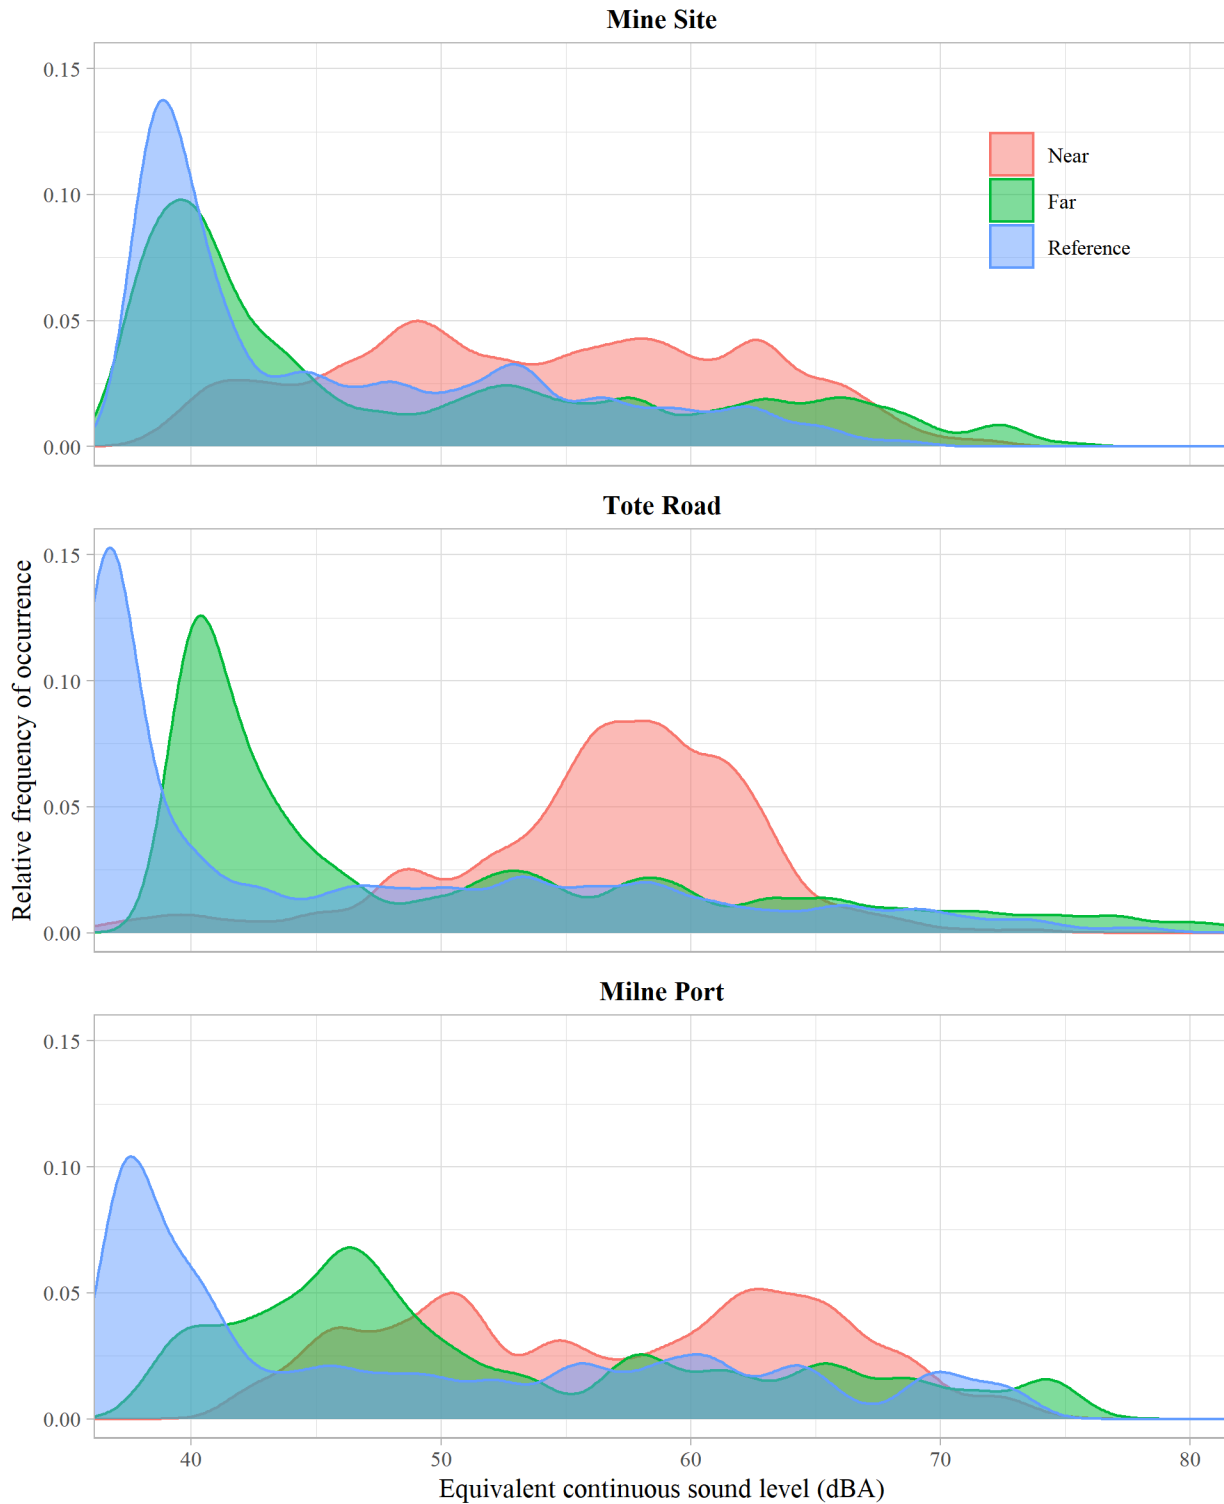 Mine Site
0.15
0.10
0.05
0.00
Near
Far
Reference
Tote Road
0.15
0.10
0.05
0.00
Relative frequency of occurrence
Milne Port
0.15
0.10
0.05
0.00
40 50 60 70 80
Equivalent continuous sound level (dBA)